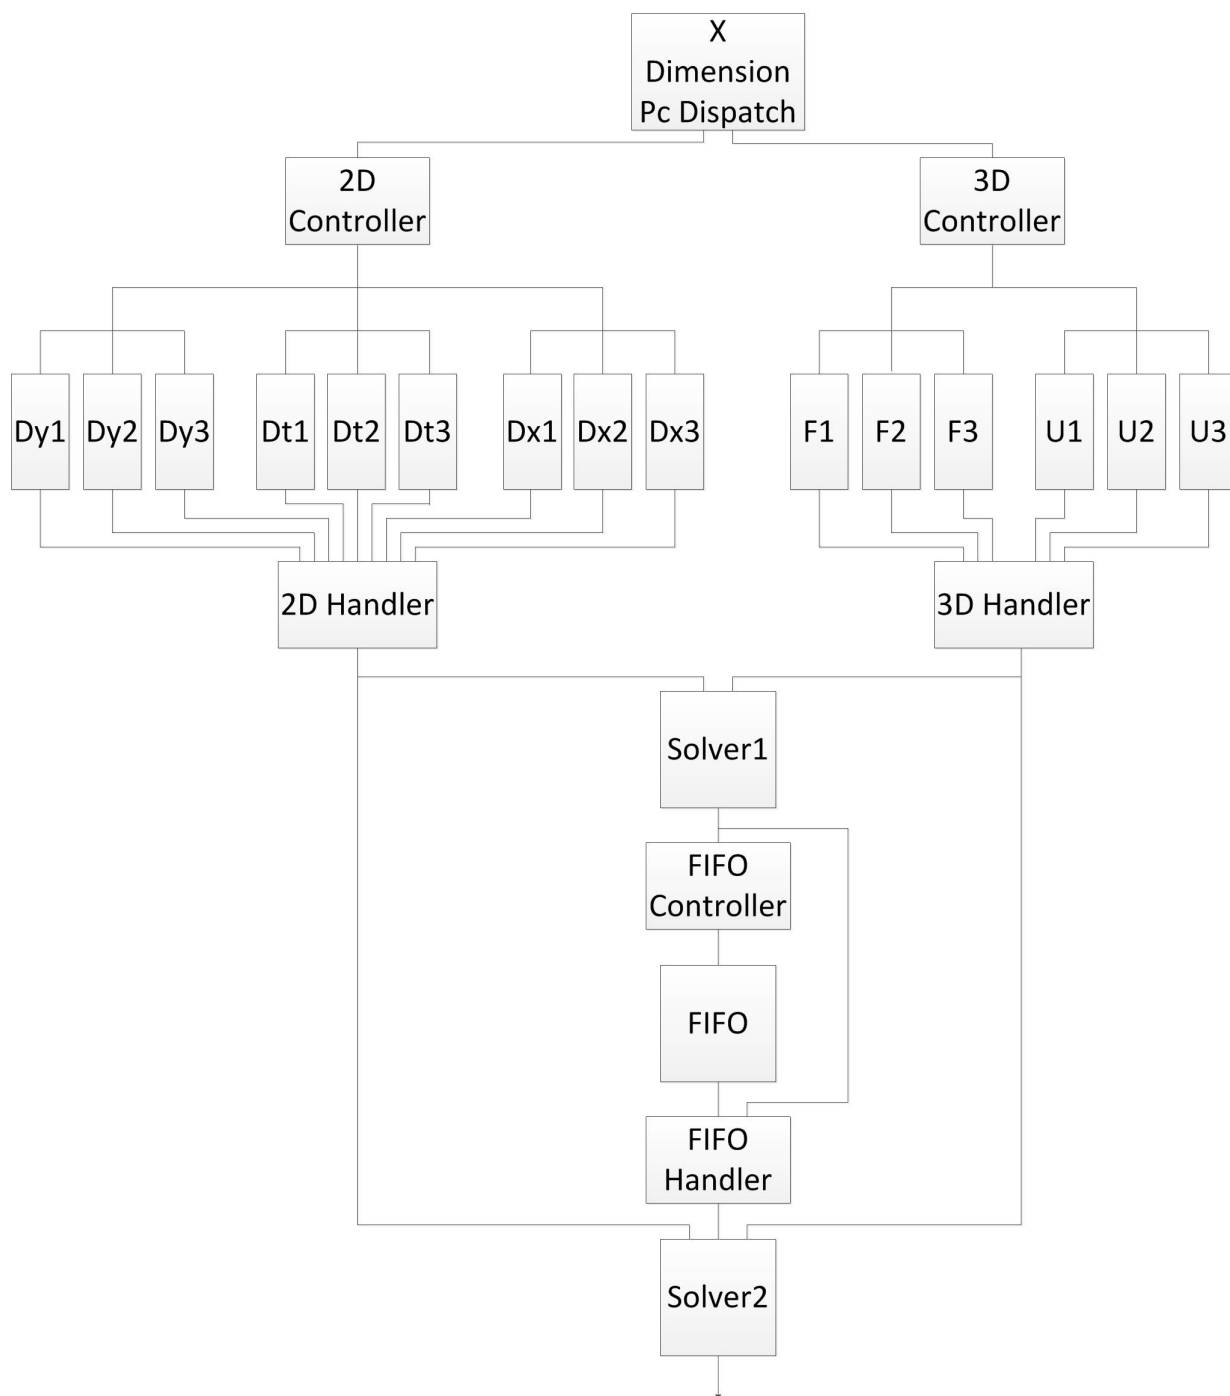 X
Dimension
Pc Dispatch
2D
Controller
3D
Controller
Dy1
Dy2
Dy3
Dt1
Dt2
Dt3
Dx1
Dx2
Dx3
F1
F2
F3
U1
U2
U3
2D Handler
3D Handler
Solver1
FIFO
Controller
FIFO
FIFO
Handler
Solver2